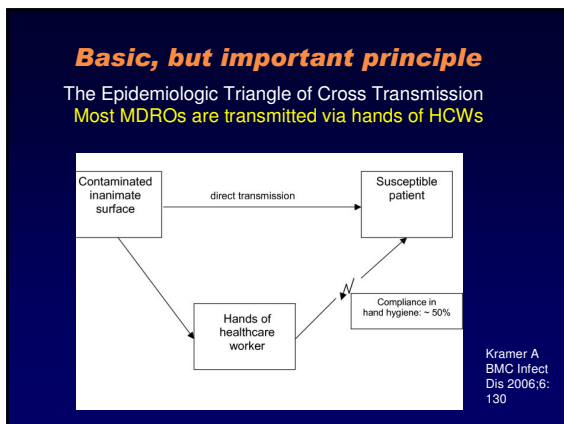 Basic, but important principle
The Epidemiologic Triangle of Cross Transmission
Most MDROs are transmitted via hands of HCWs
Contaminated
inanimate
surface
direct transmission
Susceptible
patient
Hands of
healthcare
worker
Compliance in
hand hygiene: ~ 50%
Kramer A
BMC Infect
Dis 2006;6:
130